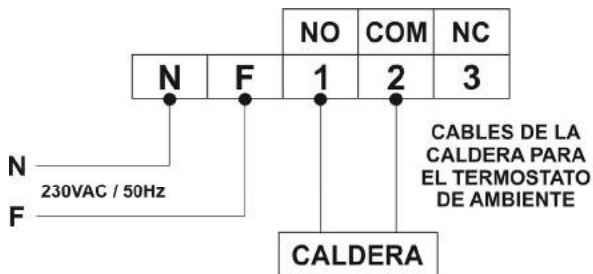 NO COM NC
N F 1 2 3
CABLES DE LA
CALDERA PARA
EL TERMOSTATO
DE AMBIENTE
N
230VAC / 50Hz
F
CALDERA